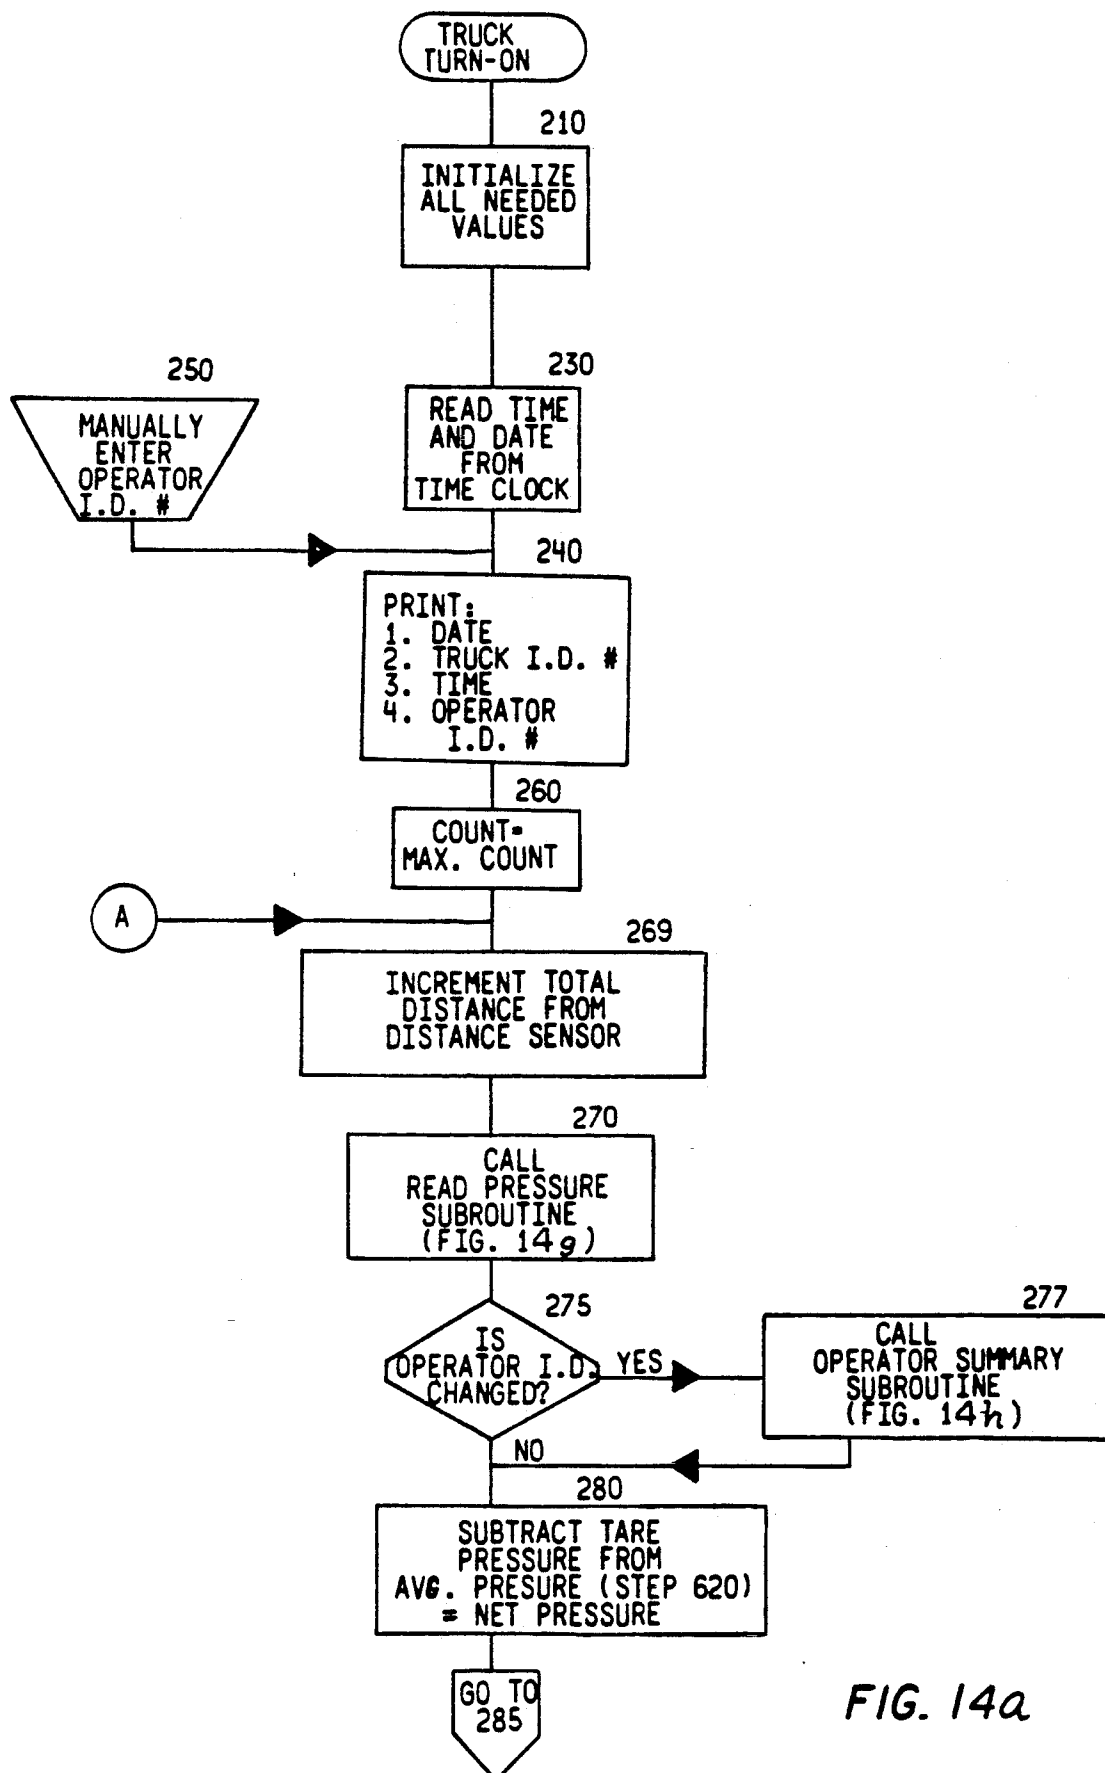 TRUCK
TURN-ON
210
INITIALIZE
ALL NEEDED
VALUES
230
READ TIME
AND DATE
FROM
TIME CLOCK
250
MANUALLY
ENTER
OPERATOR
I.D. #
240
PRINT:
1. DATE
2. TRUCK I.D. #
3. TIME
4. OPERATOR
I.D. #
260
COUNT=
MAX. COUNT
A
269
INCREMENT TOTAL
DISTANCE FROM
DISTANCE SENSOR
270
CALL
READ PRESSURE
SUBROUTINE
(FIG. 14g)
275
IS
OPERATOR I.D.
CHANGED?
YES
277
CALL
OPERATOR SUMMARY
SUBROUTINE
(FIG. 14h)
NO
280
SUBTRACT TARE
PRESSURE FROM
AVG. PRESURE (STEP 620)
= NET PRESSURE
GO TO
285
FIG. 14a